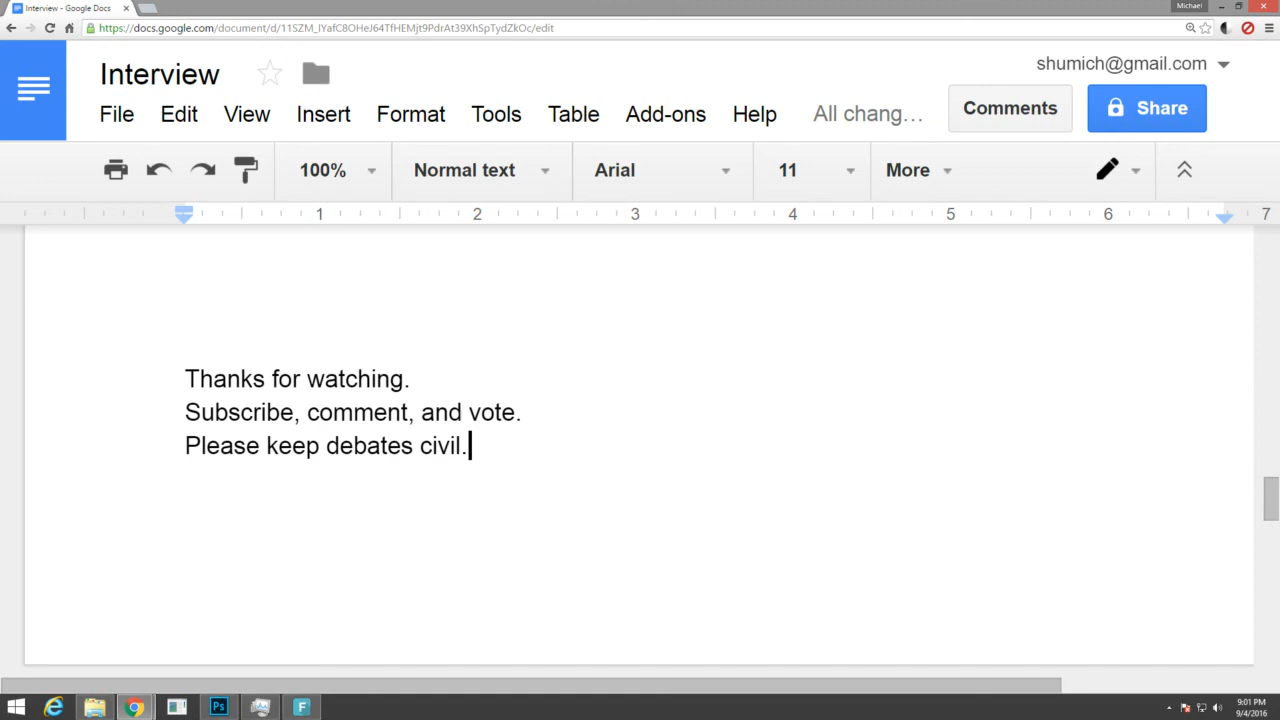 Interview - Google Docs
Michael
https://docs.google.com/document/d/11SZM_lYafC8OHeJ64TfHEMjt9PdrAt39XhSpTydZkOc/edit
Interview
shumich@gmail.com
File Edit View Insert Format Tools Table Add-ons Help All chang… Comments Share
100% Normal text Arial 11 More
1 2 3 4 5 6 7
Thanks for watching.
Subscribe, comment, and vote.
Please keep debates civil.
Ps F
9:01 PM
9/4/2016